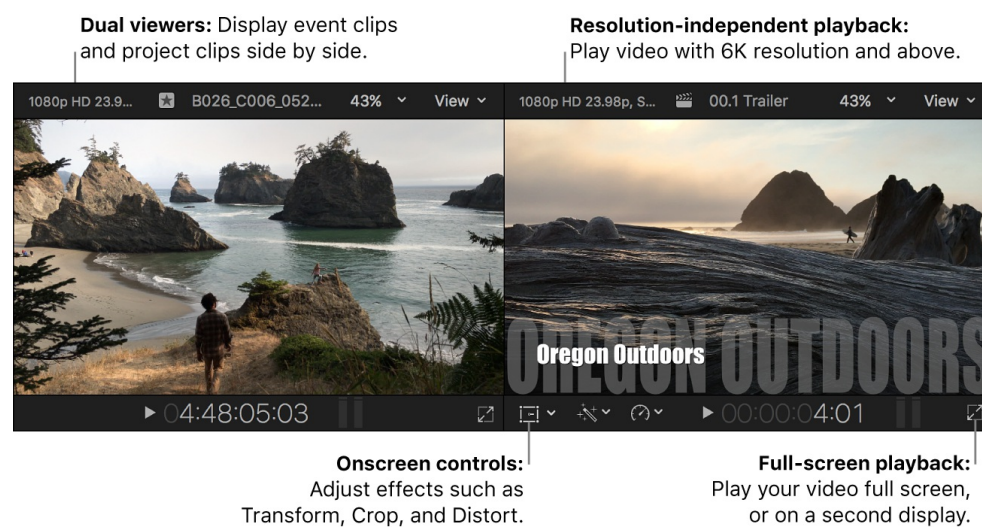 Dual viewers: Display event clips
and project clips side by side.
Resolution-independent playback:
Play video with 6K resolution and above.
1080p HD 23.9... B026_C006_052... 43% View
1080p HD 23.98p, S... 00.1 Trailer 43% View
OREGON OUTDOORS
Oregon Outdoors
04:48:05:03
00:00:04:01
Onscreen controls:
Adjust effects such as
Transform, Crop, and Distort.
Full-screen playback:
Play your video full screen,
or on a second display.